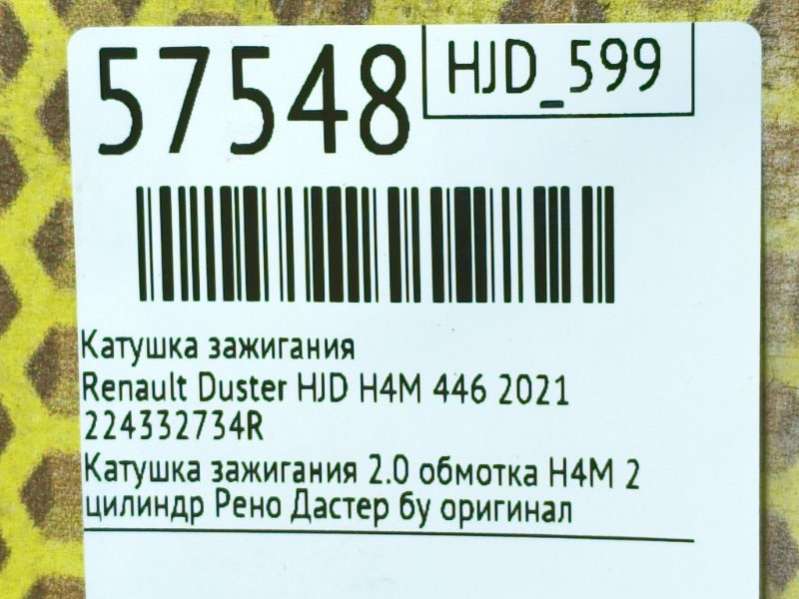 57548
HJD_599
Катушка зажигания
Renault Duster HJD H4M 446 2021
224332734R
Катушка зажигания 2.0 обмотка H4M 2
цилиндр Рено Дастер бу оригинал